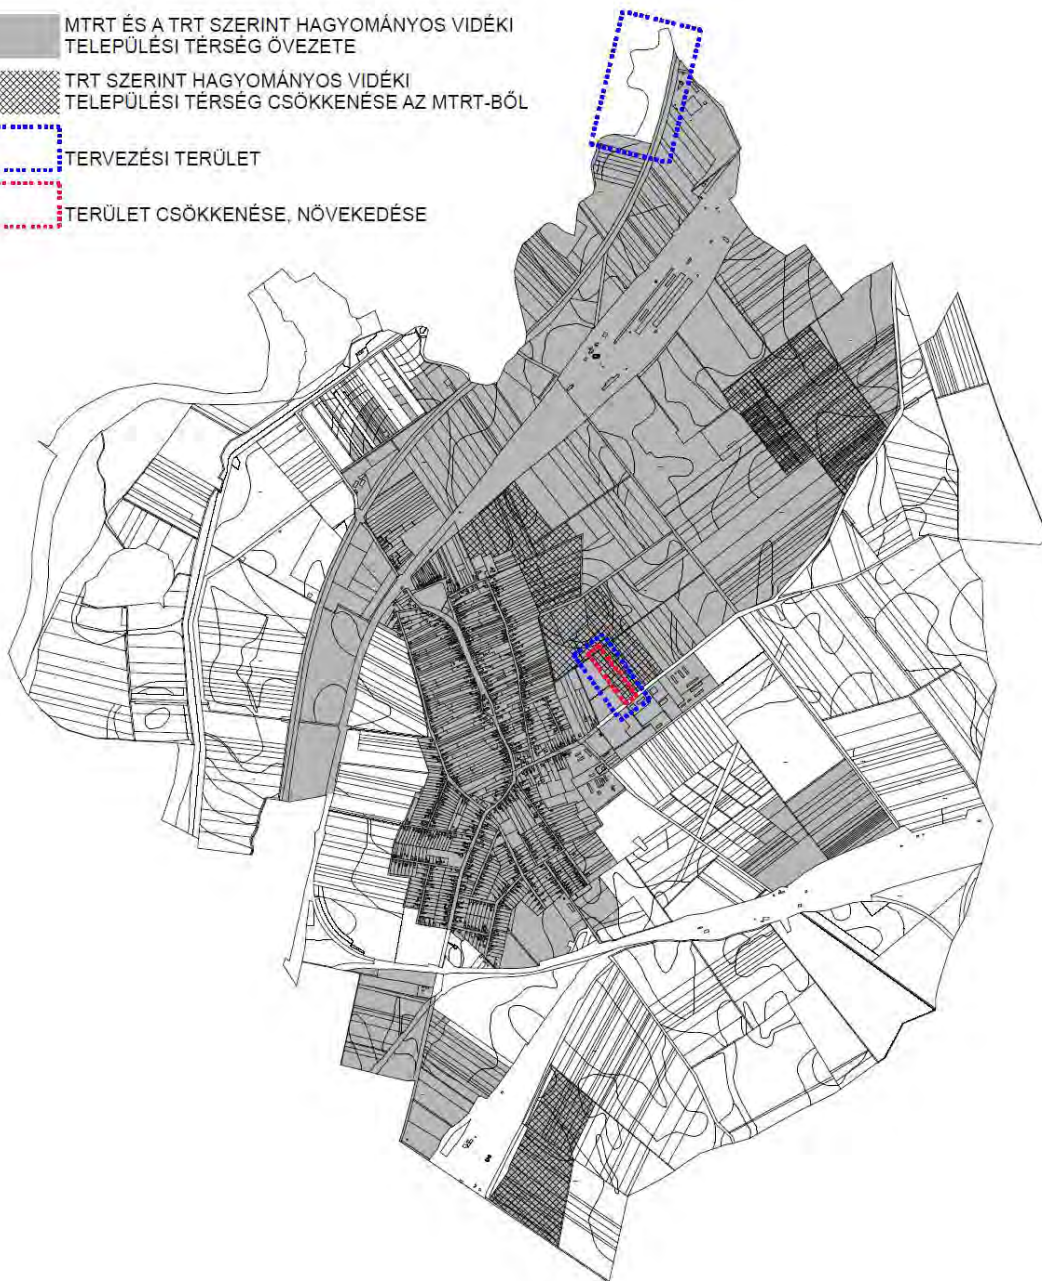 MTRT ÉS A TRT SZERINT HAGYOMÁNYOS VIDÉKI
TELEPÜLÉSI TÉRSÉG ÖVEZETE
TRT SZERINT HAGYOMÁNYOS VIDÉKI
TELEPÜLÉSI TÉRSÉG CSÖKKENÉSE AZ MTRT-BŐL
TERVEZÉSI TERÜLET
TERÜLET CSÖKKENÉSE, NÖVEKEDÉSE